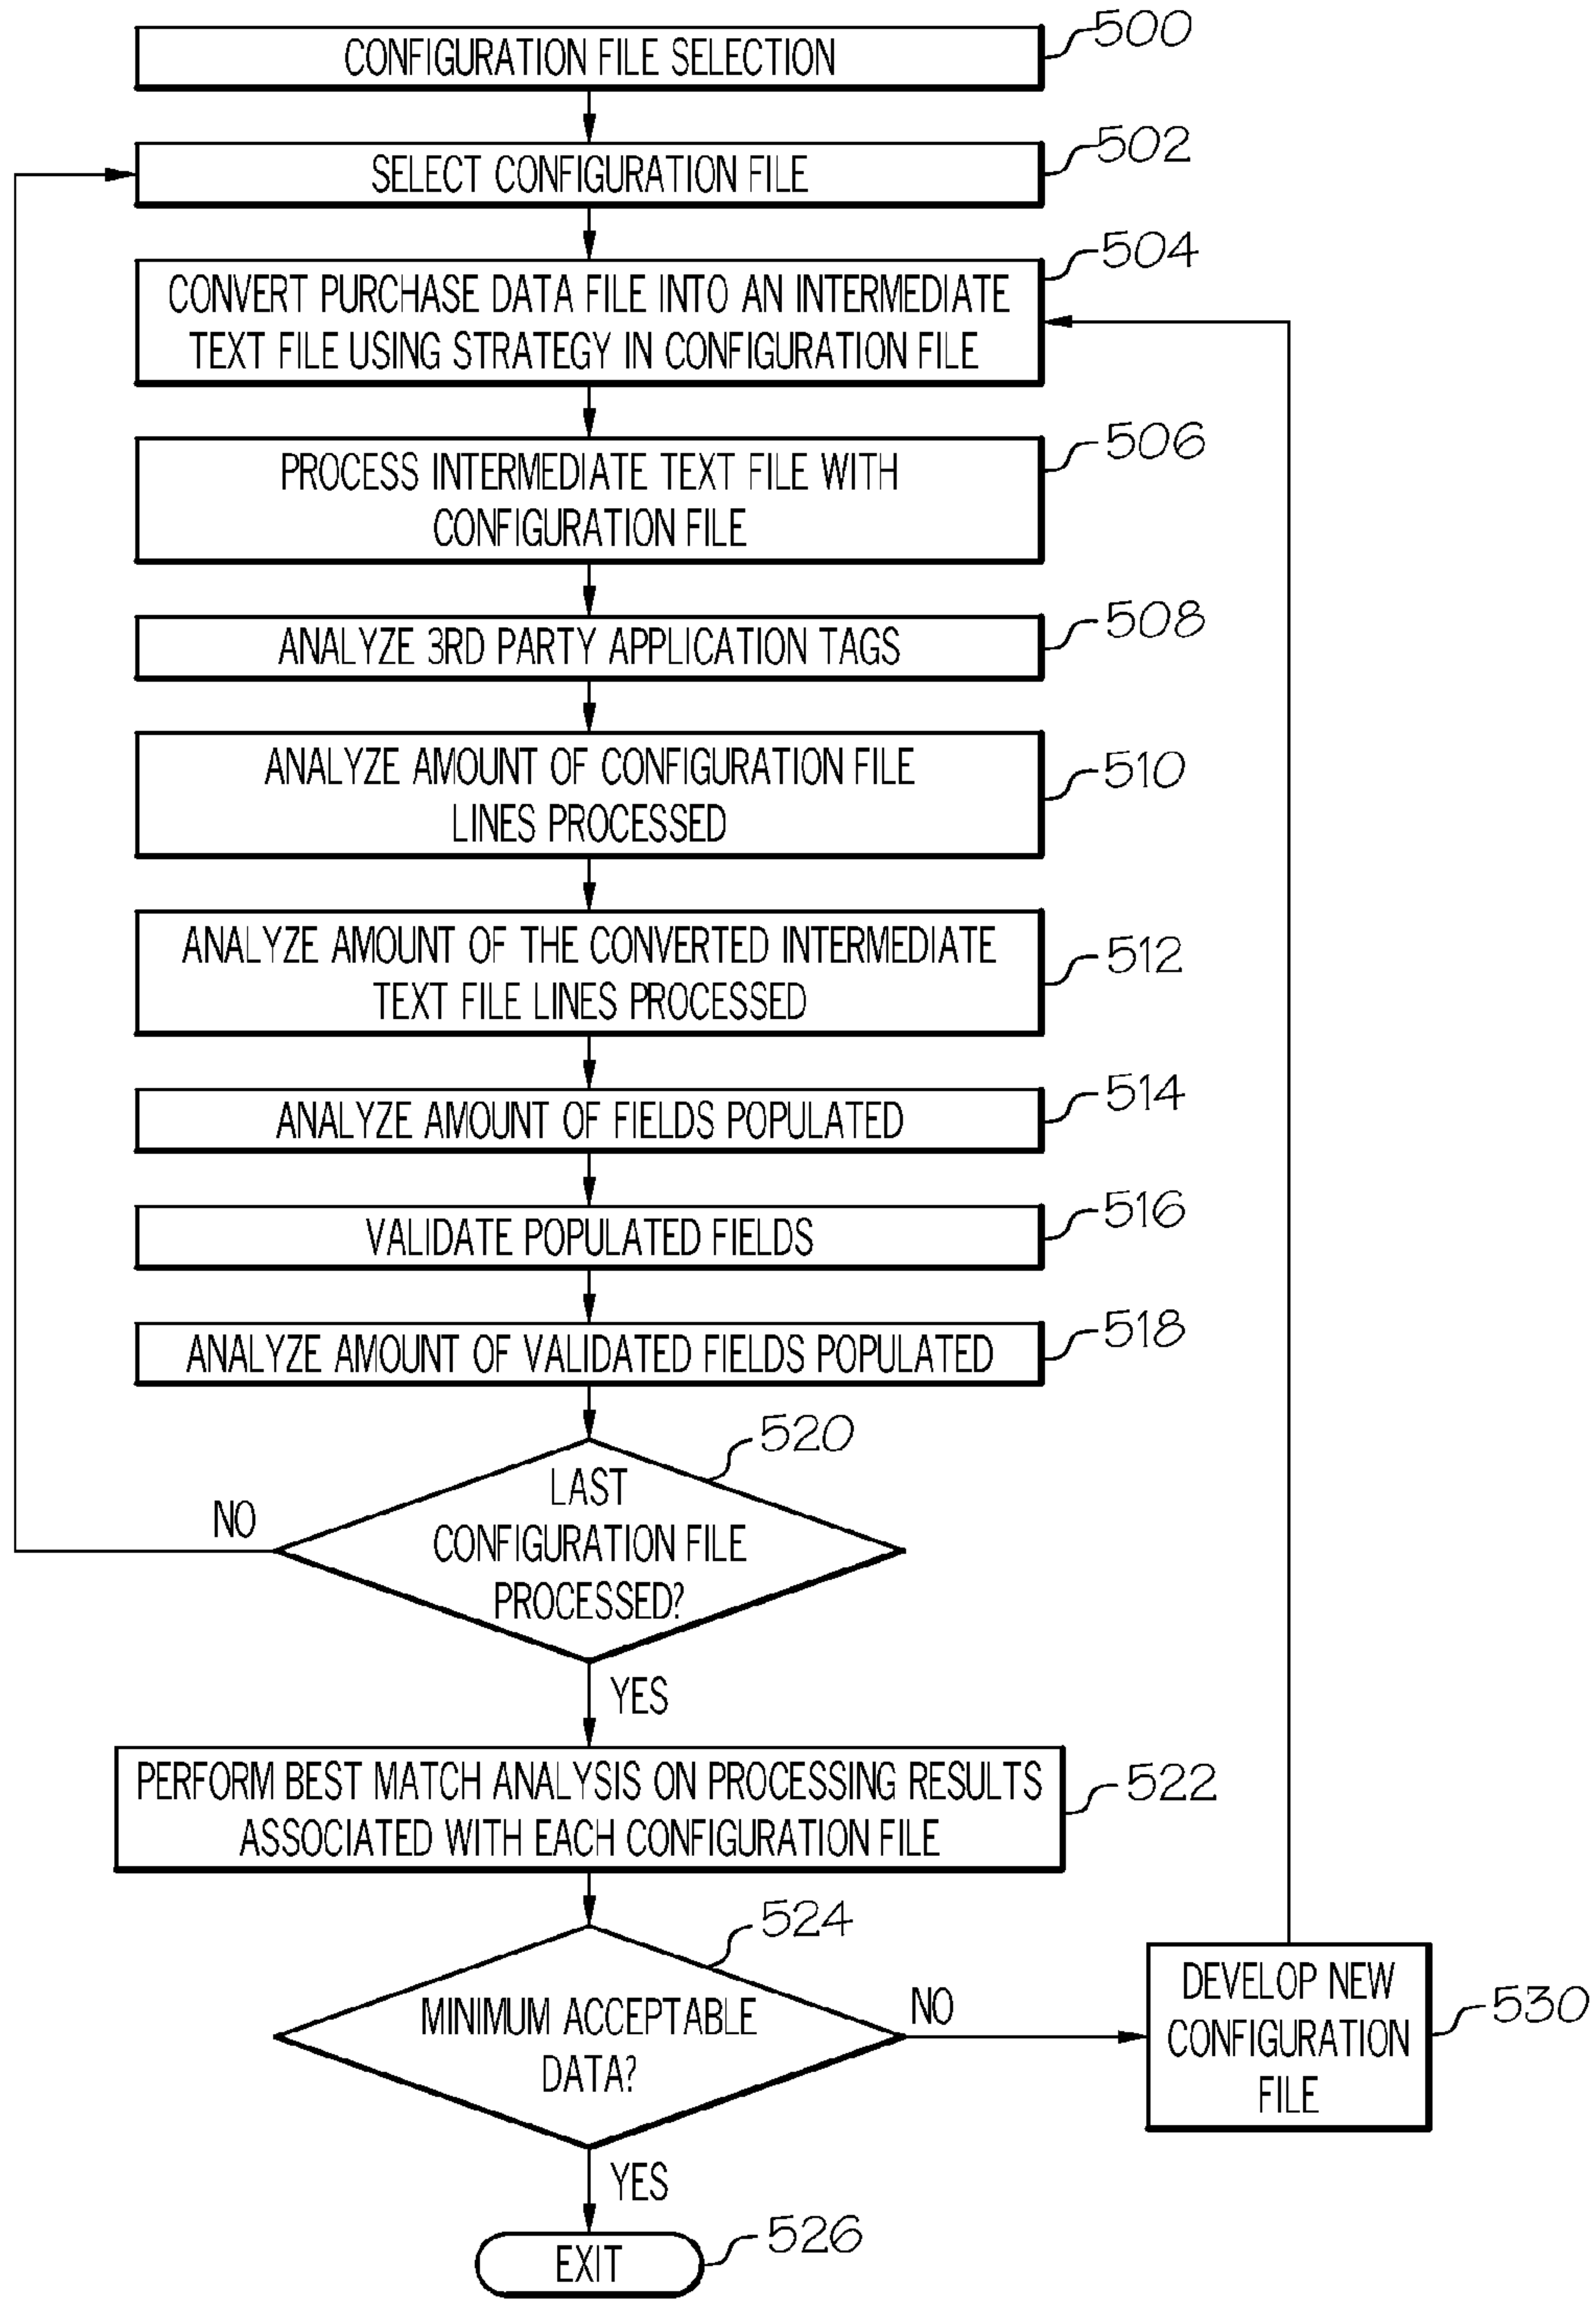 CONFIGURATION FILE SELECTION
500
SELECT CONFIGURATION FILE
502
CONVERT PURCHASE DATA FILE INTO AN INTERMEDIATE
TEXT FILE USING STRATEGY IN CONFIGURATION FILE
504
PROCESS INTERMEDIATE TEXT FILE WITH
CONFIGURATION FILE
506
ANALYZE 3RD PARTY APPLICATION TAGS
508
ANALYZE AMOUNT OF CONFIGURATION FILE
LINES PROCESSED
510
ANALYZE AMOUNT OF THE CONVERTED INTERMEDIATE
TEXT FILE LINES PROCESSED
512
ANALYZE AMOUNT OF FIELDS POPULATED
514
VALIDATE POPULATED FIELDS
516
ANALYZE AMOUNT OF VALIDATED FIELDS POPULATED
518
LAST
CONFIGURATION FILE
PROCESSED?
520
NO
YES
PERFORM BEST MATCH ANALYSIS ON PROCESSING RESULTS
ASSOCIATED WITH EACH CONFIGURATION FILE
522
MINIMUM ACCEPTABLE
DATA?
524
NO
DEVELOP NEW
CONFIGURATION
FILE
530
YES
EXIT
526